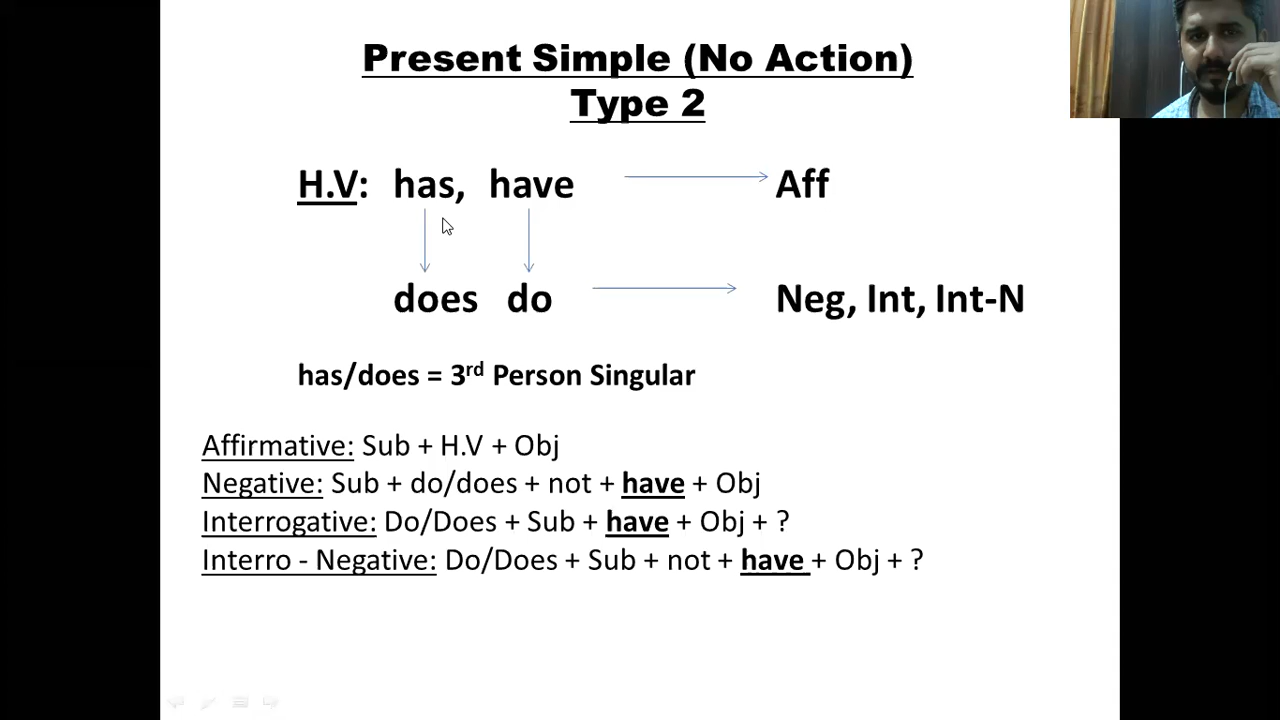 Present Simple (No Action)
Type 2
H.V: has, have Aff
does do Neg, Int, Int-N
has/does = 3rd Person Singular
Affirmative: Sub + H.V + Obj
Negative: Sub + do/does + not + have + Obj
Interrogative: Do/Does + Sub + have + Obj + ?
Interro - Negative: Do/Does + Sub + not + have + Obj + ?